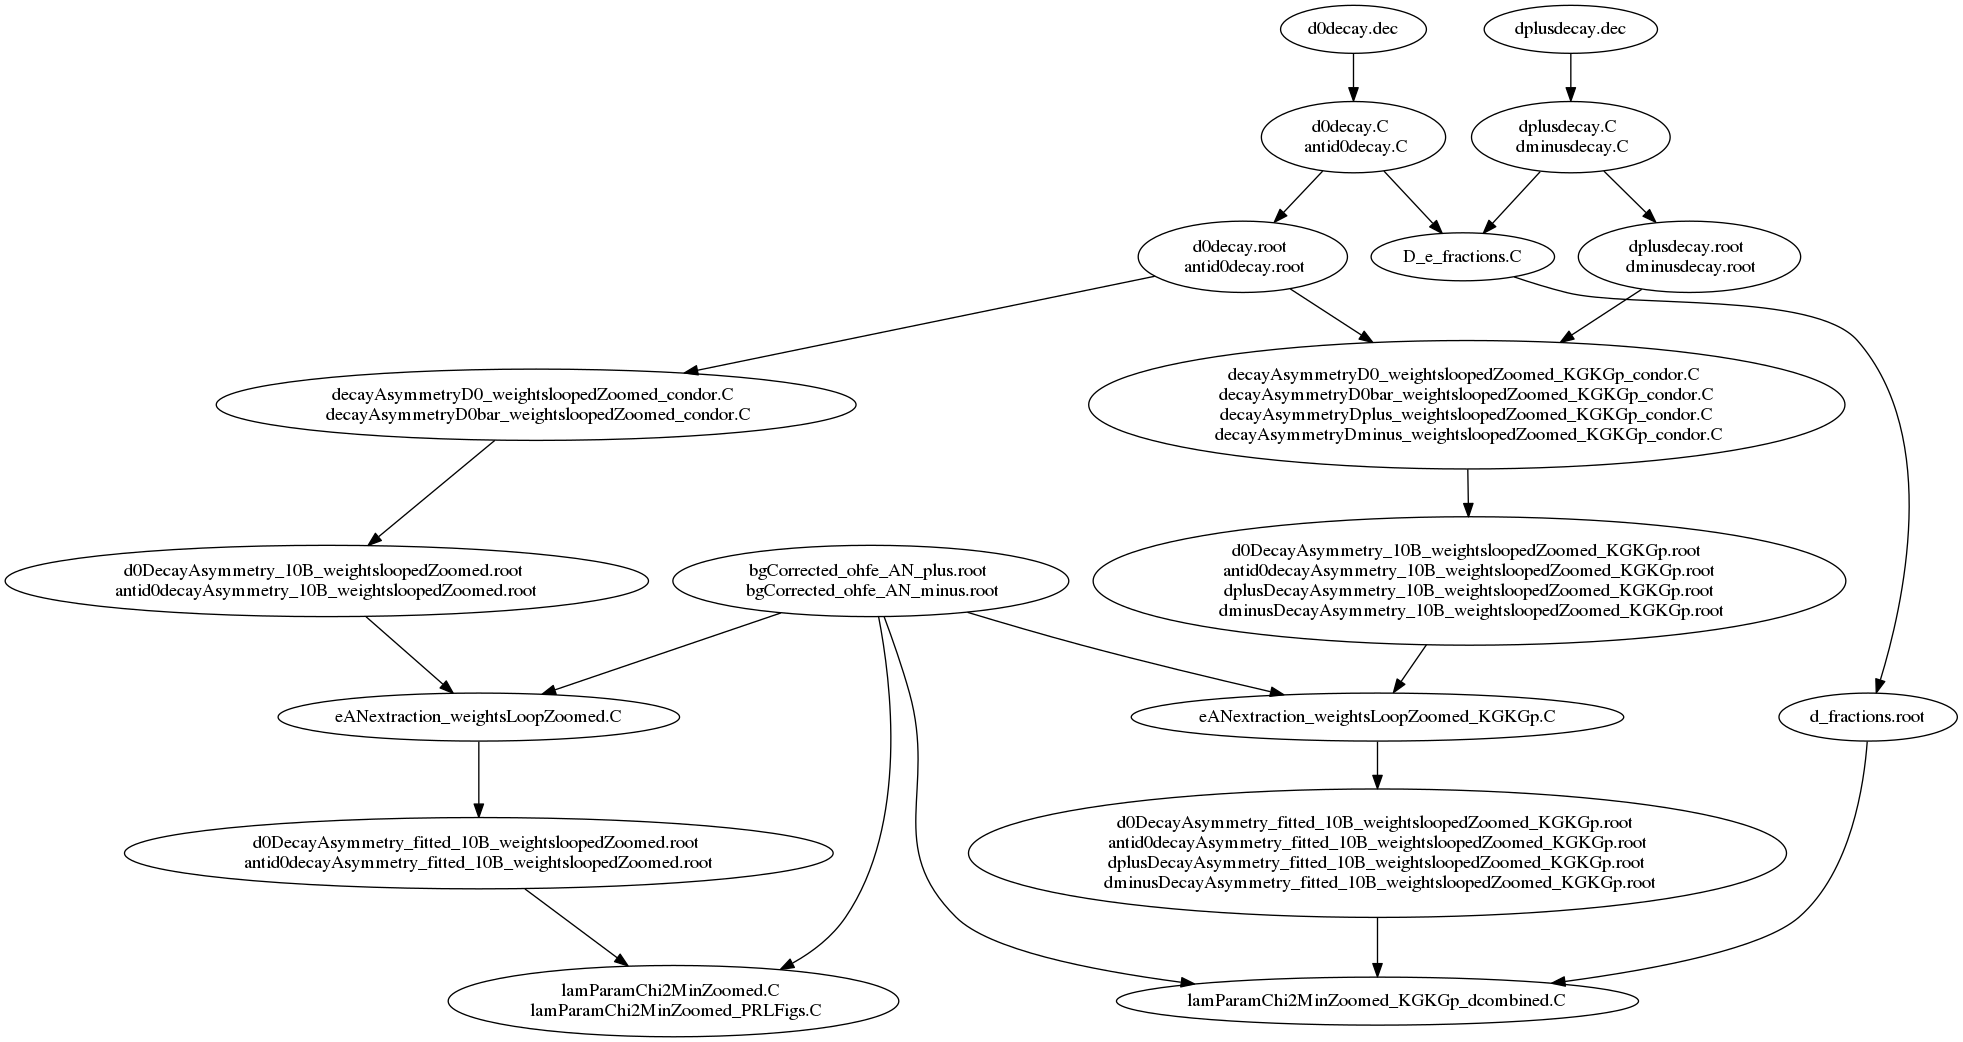 d0decay.dec
dplusdecay.dec
d0decay.C
antid0decay.C
dplusdecay.C
dminusdecay.C
d0decay.root
antid0decay.root
D_e_fractions.C
dplusdecay.root
dminusdecay.root
decayAsymmetryD0_weightsloopedZoomed_condor.C
decayAsymmetryD0bar_weightsloopedZoomed_condor.C
decayAsymmetryD0_weightsloopedZoomed_KGKGp_condor.C
decayAsymmetryD0bar_weightsloopedZoomed_KGKGp_condor.C
decayAsymmetryDplus_weightsloopedZoomed_KGKGp_condor.C
decayAsymmetryDminus_weightsloopedZoomed_KGKGp_condor.C
d0DecayAsymmetry_10B_weightsloopedZoomed.root
antid0decayAsymmetry_10B_weightsloopedZoomed.root
bgCorrected_ohfe_AN_plus.root
bgCorrected_ohfe_AN_minus.root
d0DecayAsymmetry_10B_weightsloopedZoomed_KGKGp.root
antid0decayAsymmetry_10B_weightsloopedZoomed_KGKGp.root
dplusDecayAsymmetry_10B_weightsloopedZoomed_KGKGp.root
dminusDecayAsymmetry_10B_weightsloopedZoomed_KGKGp.root
eANextraction_weightsLoopZoomed.C
eANextraction_weightsLoopZoomed_KGKGp.C
d_fractions.root
d0DecayAsymmetry_fitted_10B_weightsloopedZoomed.root
antid0decayAsymmetry_fitted_10B_weightsloopedZoomed.root
d0DecayAsymmetry_fitted_10B_weightsloopedZoomed_KGKGp.root
antid0decayAsymmetry_fitted_10B_weightsloopedZoomed_KGKGp.root
dplusDecayAsymmetry_fitted_10B_weightsloopedZoomed_KGKGp.root
dminusDecayAsymmetry_fitted_10B_weightsloopedZoomed_KGKGp.root
lamParamChi2MinZoomed.C
lamParamChi2MinZoomed_PRLFigs.C
lamParamChi2MinZoomed_KGKGp_dcombined.C